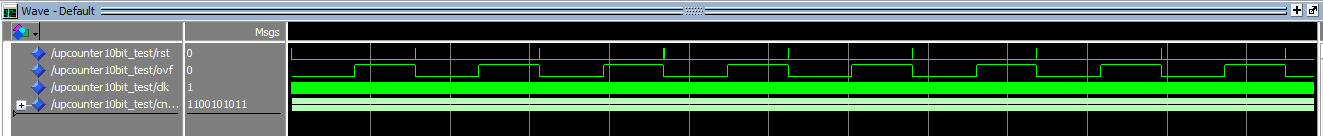 Wave - Default
Msgs
/upcounter10bit_test/rst 0
/upcounter10bit_test/ovf 0
/upcounter10bit_test/clk 1
/upcounter10bit_test/cn... 1100101011